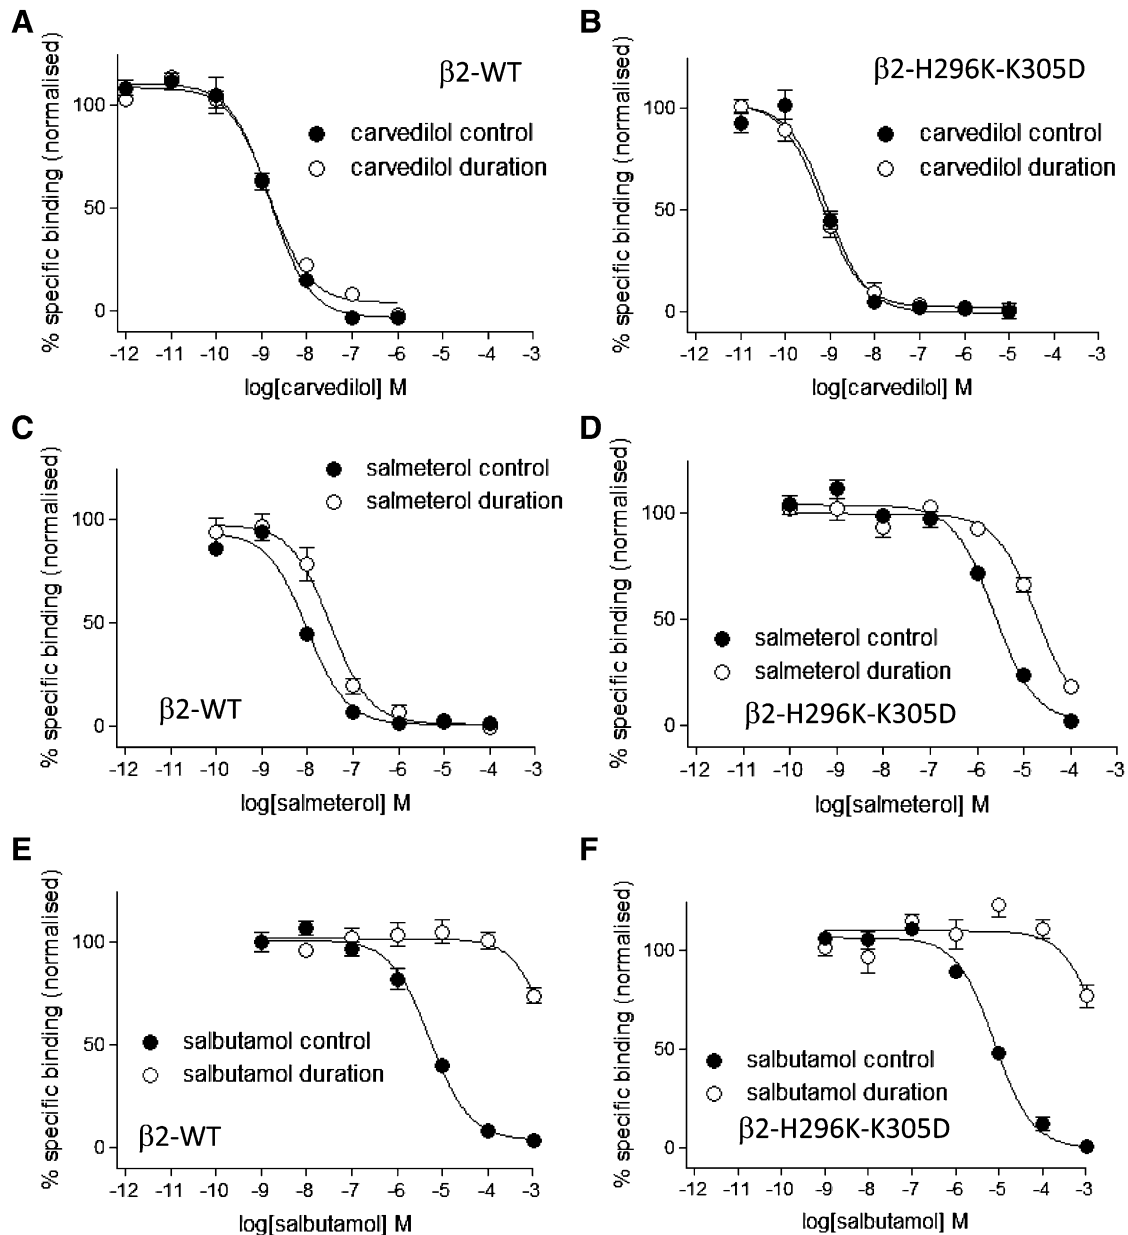 A
% specific binding (normalised)
β2-WT
carvedilol control
carvedilol duration
100
50
0
-12 -11 -10 -9 -8 -7 -6 -5 -4 -3
log[carvedilol] M
B
% specific binding (normalised)
β2-H296K-K305D
carvedilol control
carvedilol duration
100
50
0
-12 -11 -10 -9 -8 -7 -6 -5 -4 -3
log[carvedilol] M
C
% specific binding (normalised)
salmeterol control
salmeterol duration
100
50
0
β2-WT
-12 -11 -10 -9 -8 -7 -6 -5 -4 -3
log[salmeterol] M
D
% specific binding (normalised)
100
50
0
salmeterol control
salmeterol duration
β2-H296K-K305D
-12 -11 -10 -9 -8 -7 -6 -5 -4 -3
log[salmeterol] M
E
% specific binding (normalised)
100
50
0
salbutamol control
salbutamol duration
β2-WT
-12 -11 -10 -9 -8 -7 -6 -5 -4 -3
log[salbutamol] M
F
% specific binding (normalised)
100
50
0
salbutamol control
salbutamol duration
β2-H296K-K305D
-12 -11 -10 -9 -8 -7 -6 -5 -4 -3
log[salbutamol] M